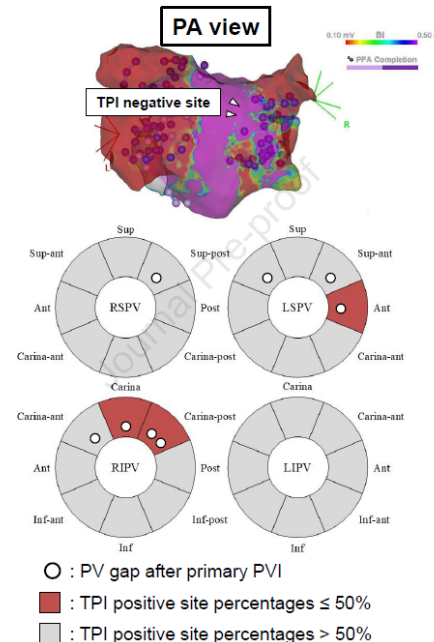 PA view
0.10 mV Bi 0.50
PFA Completion
TPI negative site
R
L
Journal Pre-proof
Sup Sup
Sup-ant Sup-post Sup-ant
Ant RSPV Post LSPV Ant
Carina-ant Carina-post Carina-ant
Carina Carina
Carina-ant Carina-post Carina-ant
Ant RIPV Post LIPV Ant
Inf-ant Inf-post Inf-ant
Inf Inf
: PV gap after primary PVI
: TPI positive site percentages ≤ 50%
: TPI positive site percentages > 50%